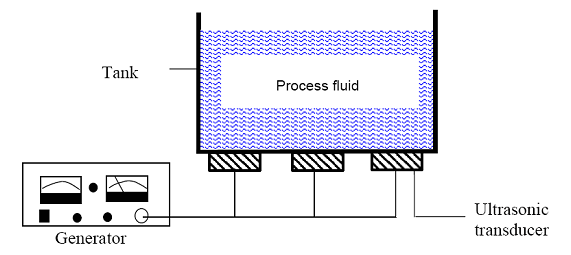 Tank
Process fluid
Ultrasonic
transducer
Generator